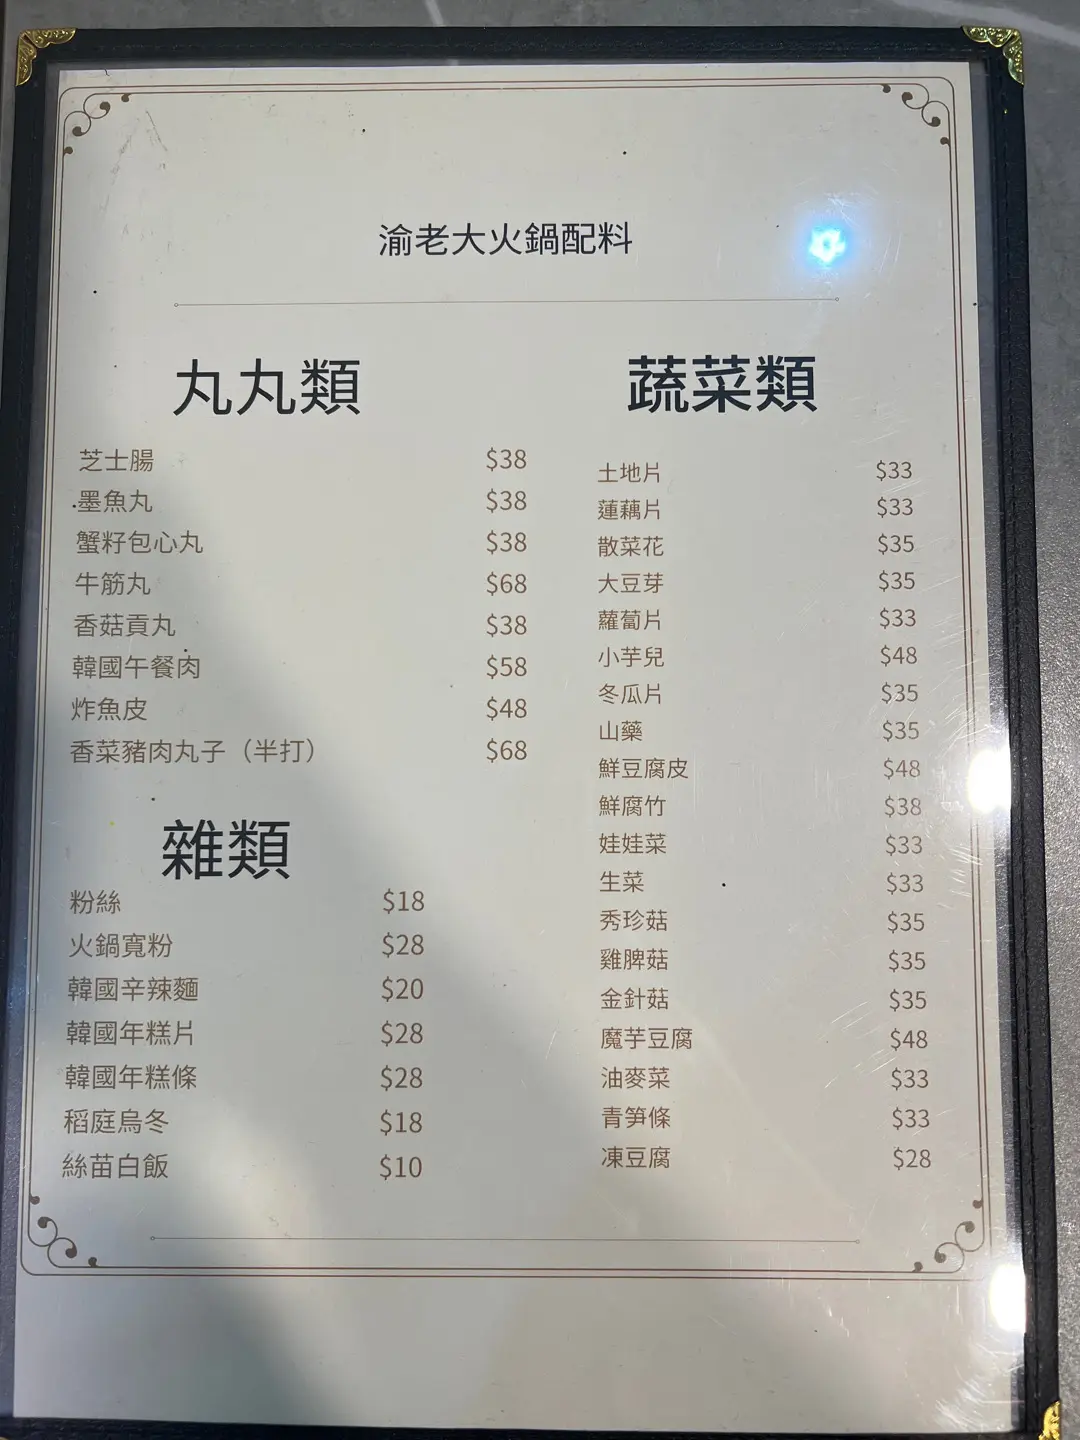 渝老大火鍋配料
丸丸類
芝士腸 $38
墨魚丸 $38
蟹籽包心丸 $38
牛筋丸 $68
香菇貢丸 $38
韓國午餐肉 $58
炸魚皮 $48
香菜豬肉丸子（半打） $68
雜類
粉絲 $18
火鍋寬粉 $28
韓國辛辣麵 $20
韓國年糕片 $28
韓國年糕條 $28
稻庭烏冬 $18
絲苗白飯 $10
蔬菜類
土地片 $33
蓮藕片 $33
散菜花 $35
大豆芽 $35
蘿蔔片 $33
小芋兒 $48
冬瓜片 $35
山藥 $35
鮮豆腐皮 $48
鮮腐竹 $38
娃娃菜 $33
生菜 $33
秀珍菇 $35
雞脾菇 $35
金針菇 $35
魔芋豆腐 $48
油麥菜 $33
青笋條 $33
凍豆腐 $28